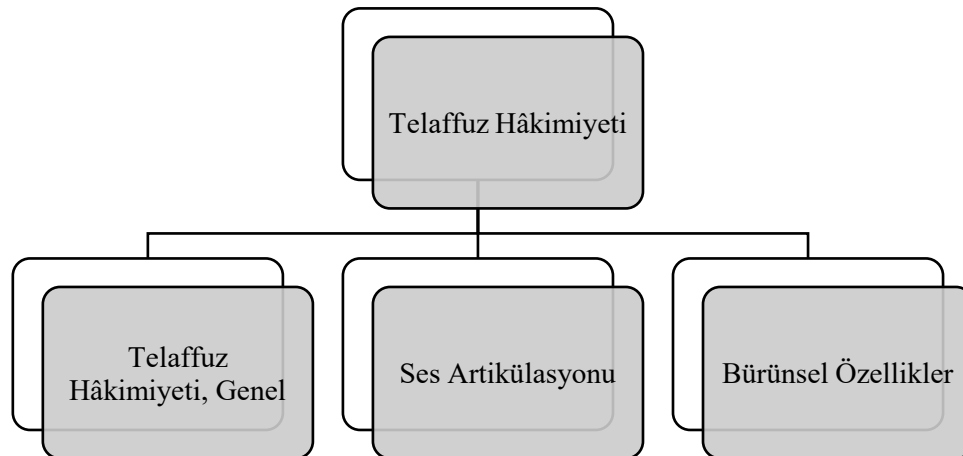 Telaffuz Hâkimiyeti
Telaffuz
Hâkimiyeti, Genel
Ses Artikülasyonu
Bürünsel Özellikler